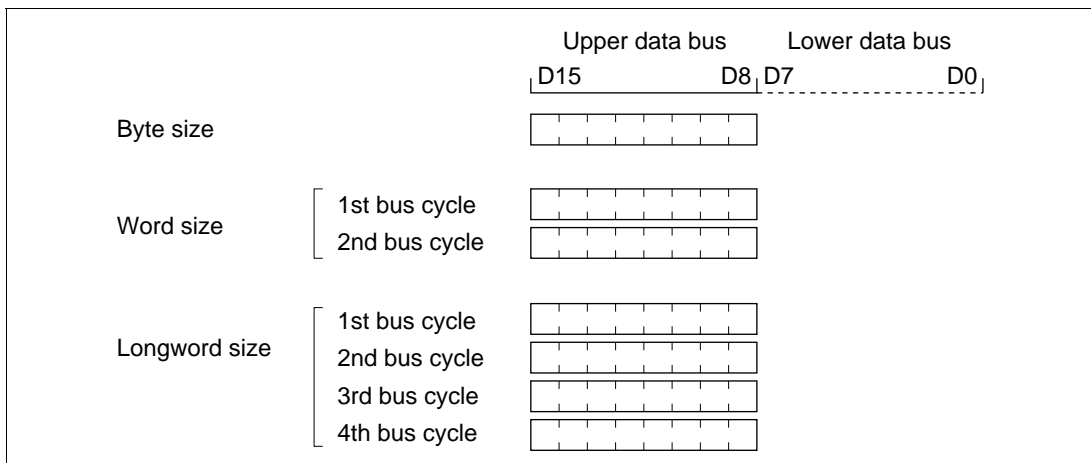 Upper data bus Lower data bus
D15 D8 D7 D0
Byte size
1st bus cycle
Word size
2nd bus cycle
1st bus cycle
Longword size
2nd bus cycle
3rd bus cycle
4th bus cycle